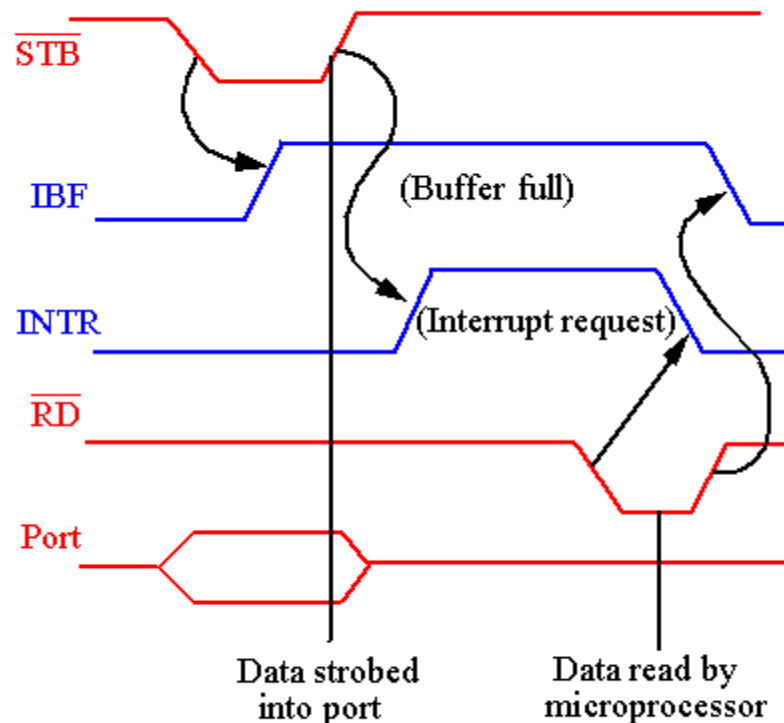 STB
IBF
(Buffer full)
INTR
(Interrupt request)
RD
Port
Data strobed
into port
Data read by
microprocessor